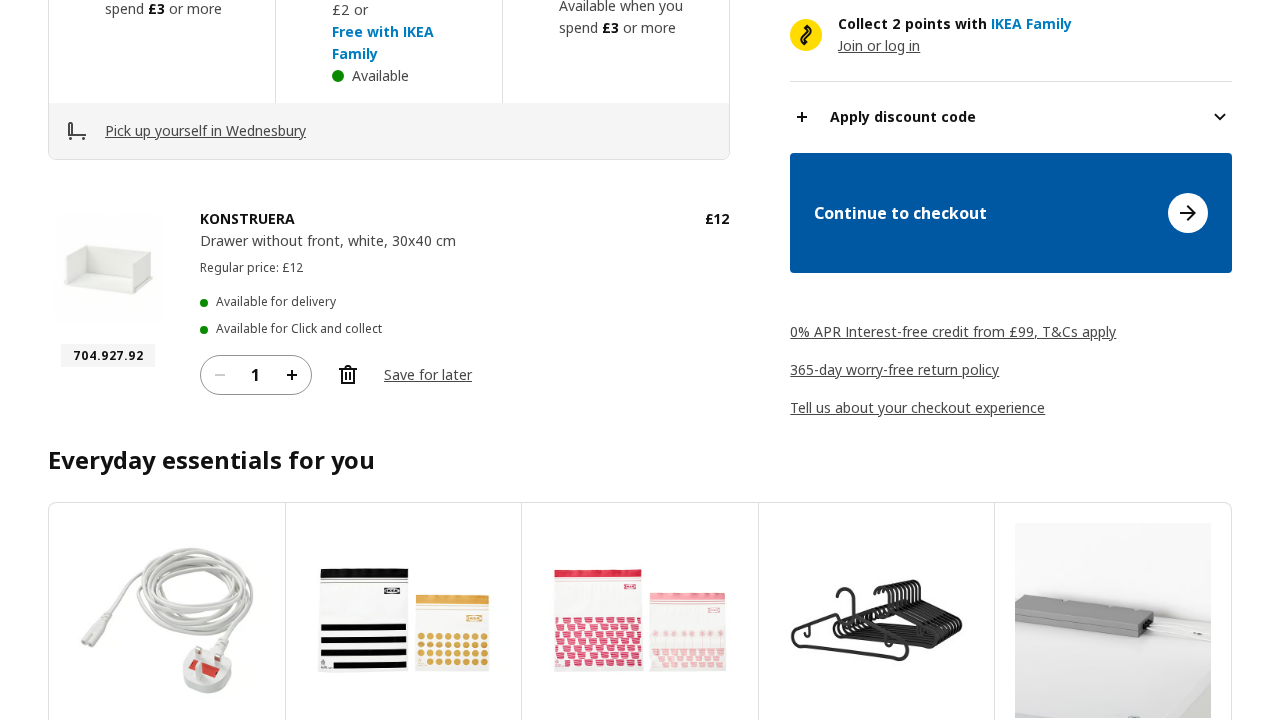 spend £3 or more
£2 or
Free with IKEA
Family
Available
Available when you
spend £3 or more
Pick up yourself in Wednesbury
KONSTRUERA
£12
Drawer without front, white, 30x40 cm
Regular price: £12
Available for delivery
Available for Click and collect
704.927.92
1
Save for later
Collect 2 points with IKEA Family
Join or log in
Apply discount code
Continue to checkout
0% APR Interest-free credit from £99, T&Cs apply
365-day worry-free return policy
Tell us about your checkout experience
Everyday essentials for you
IKEA
IKEA
IKEA
IKEA